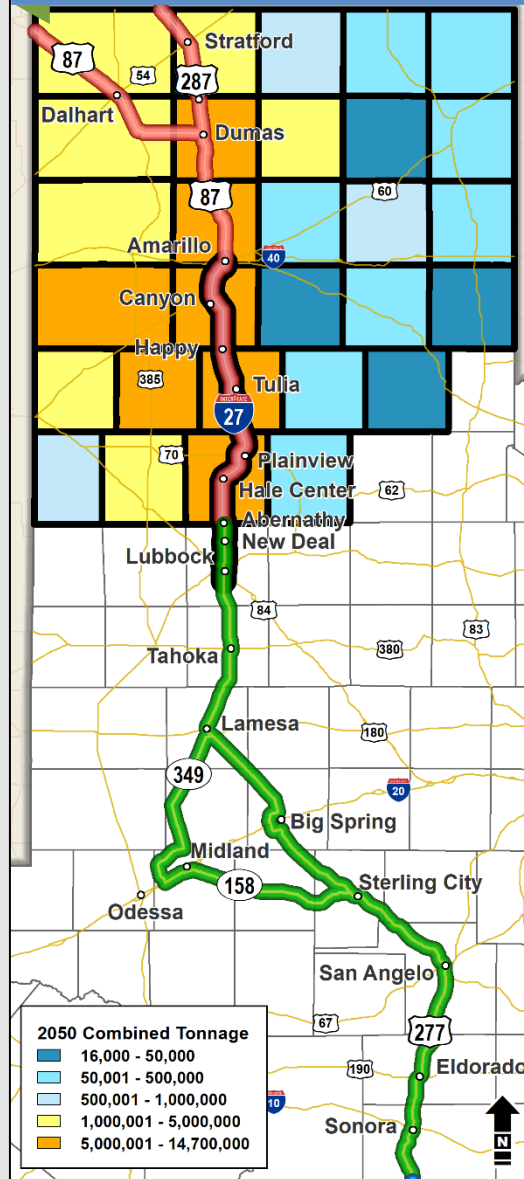 Stratford
87
54
287
Dalhart
Dumas
87
60
Amarillo
40
Canyon
Happy
385
Tulia
INTERSTATE
27
70
Plainview
62
Hale Center
Abernathy
New Deal
Lubbock
84
83
Tahoka
380
Lamesa
180
349
20
Big Spring
Midland
158
Sterling City
Odessa
San Angelo
67
277
2050 Combined Tonnage
16,000 - 50,000
50,001 - 500,000
500,001 - 1,000,000
1,000,001 - 5,000,000
5,000,001 - 14,700,000
190
Eldorado
10
Sonora
N